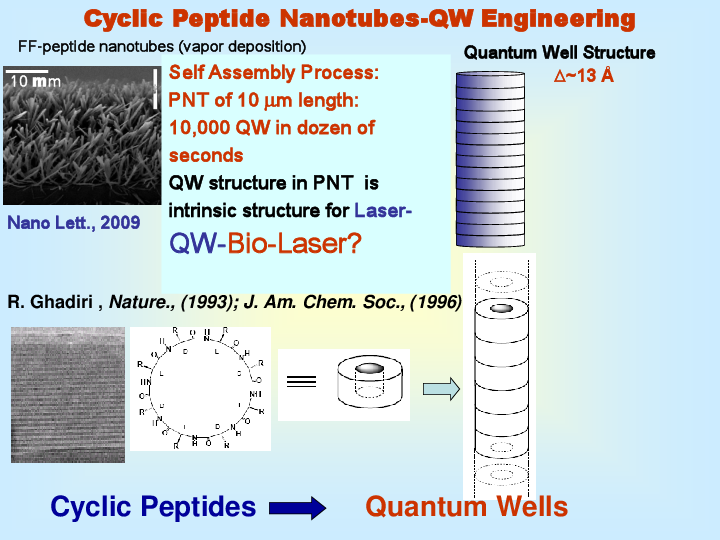 Cyclic Peptide Nanotubes-QW Engineering
FF-peptide nanotubes (vapor deposition)
10 mm
Self Assembly Process:
PNT of 10 μm length:
10,000 QW in dozen of
seconds
QW structure in PNT is
intrinsic structure for Laser-
QW-Bio-Laser?
Quantum Well Structure
△~13 Å
Nano Lett., 2009
R. Ghadiri , Nature., (1993); J. Am. Chem. Soc., (1996)
Cyclic Peptides
Quantum Wells